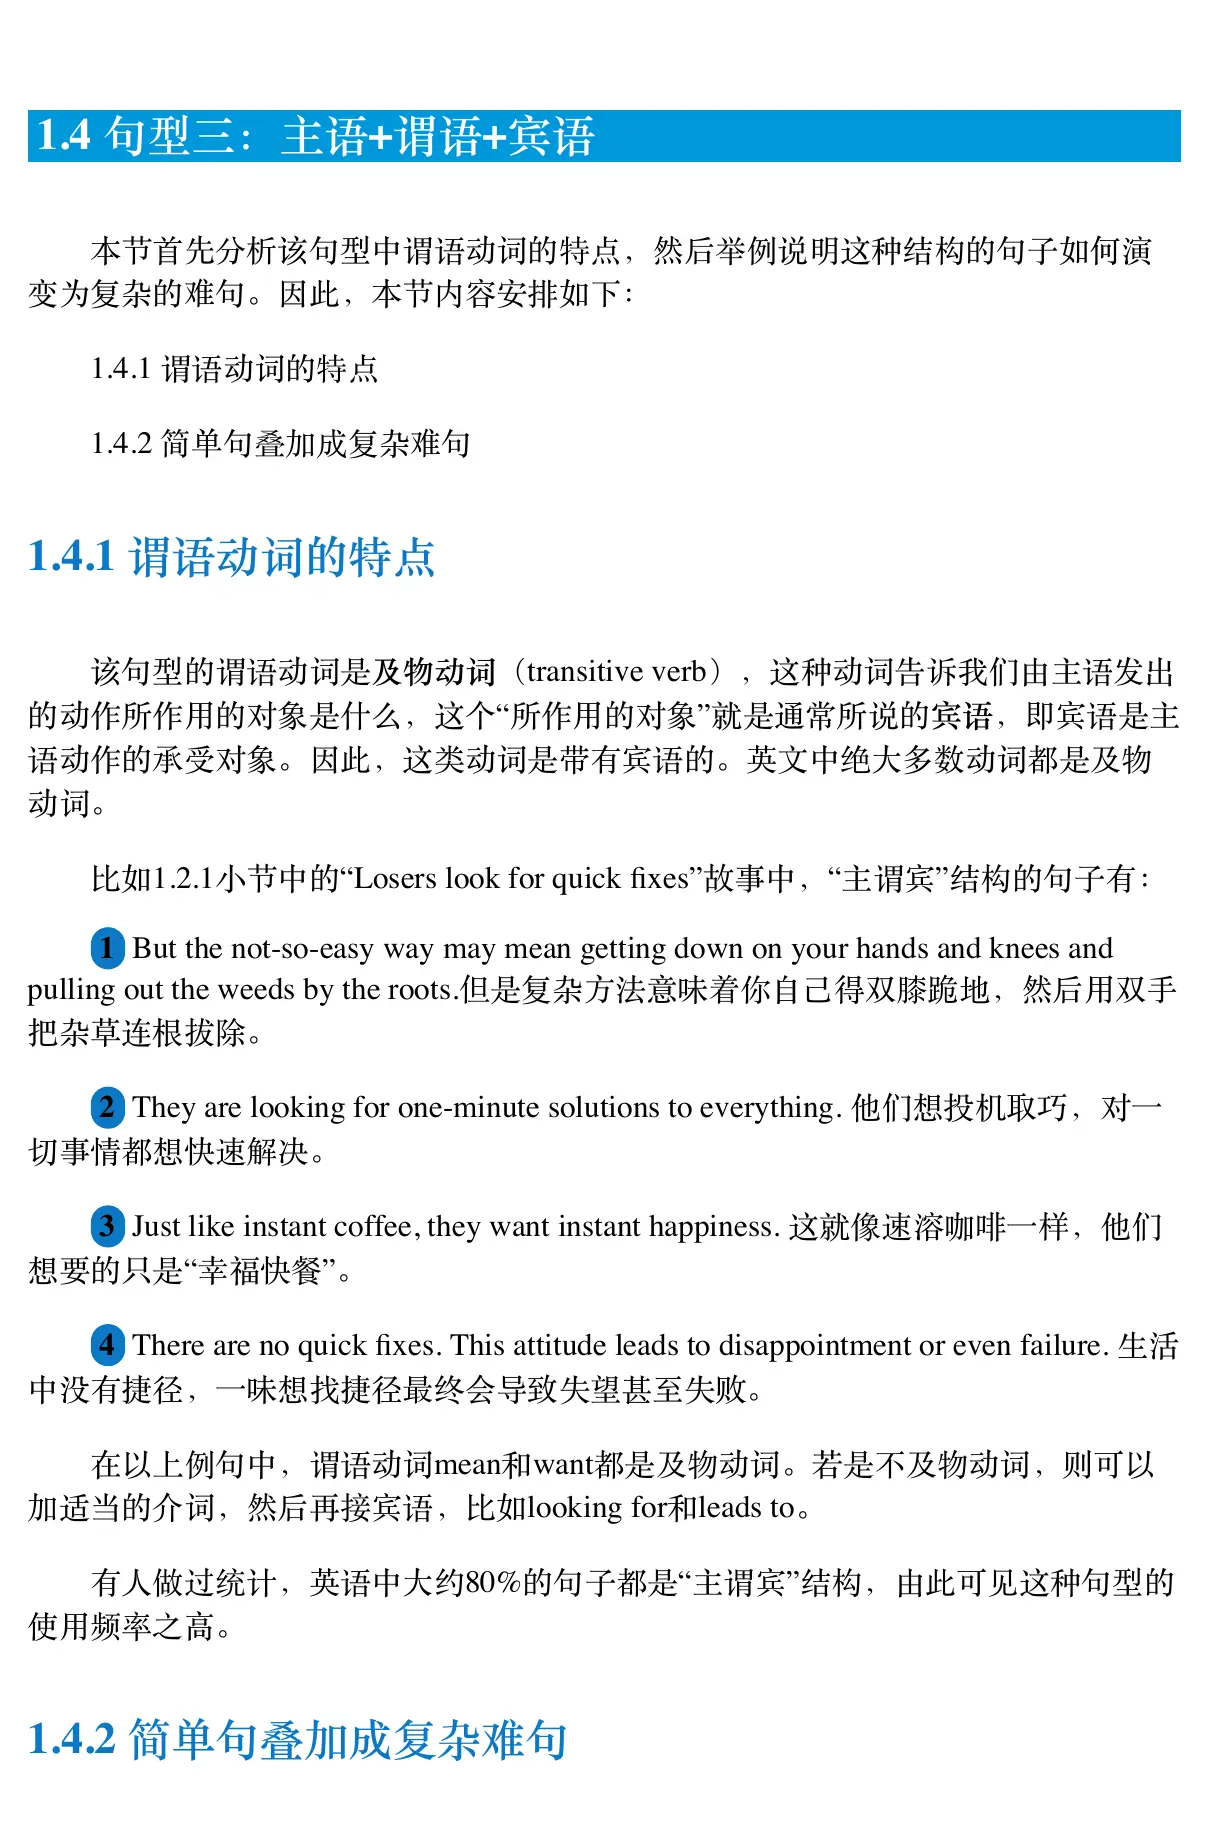 1.4 句型三：主语+谓语+宾语
本节首先分析该句型中谓语动词的特点，然后举例说明这种结构的句子如何演
变为复杂的难句。因此，本节内容安排如下：
1.4.1 谓语动词的特点
1.4.2 简单句叠加成复杂难句
1.4.1 谓语动词的特点
该句型的谓语动词是及物动词（transitive verb），这种动词告诉我们由主语发出
的动作所作用的对象是什么，这个“所作用的对象”就是通常所说的宾语，即宾语是主
语动作的承受对象。因此，这类动词是带有宾语的。英文中绝大多数动词都是及物
动词。
比如1.2.1小节中的“Losers look for quick fixes”故事中，“主谓宾”结构的句子有：
1 But the not-so-easy way may mean getting down on your hands and knees and
pulling out the weeds by the roots.但是复杂方法意味着你自己得双膝跪地，然后用双手
把杂草连根拔除。
2 They are looking for one-minute solutions to everything. 他们想投机取巧，对一
切事情都想快速解决。
3 Just like instant coffee, they want instant happiness. 这就像速溶咖啡一样，他们
想要的只是“幸福快餐”。
4 There are no quick fixes. This attitude leads to disappointment or even failure. 生活
中没有捷径，一味想找捷径最终会导致失望甚至失败。
在以上例句中，谓语动词mean和want都是及物动词。若是不及物动词，则可以
加适当的介词，然后再接宾语，比如looking for和leads to。
有人做过统计，英语中大约80%的句子都是“主谓宾”结构，由此可见这种句型的
使用频率之高。
1.4.2 简单句叠加成复杂难句